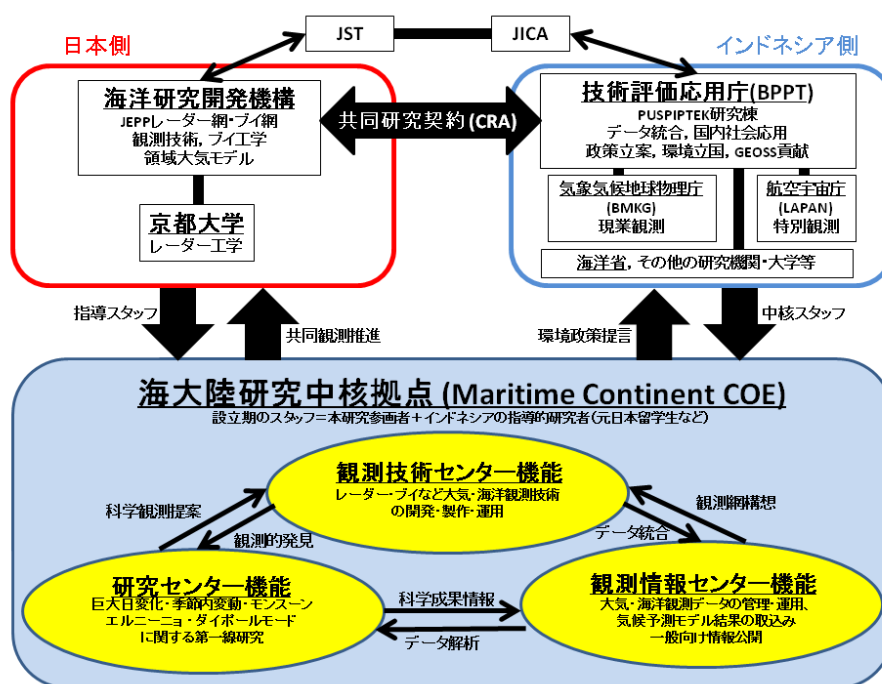 日本側
JST
JICA
インドネシア側
海洋研究開発機構
JEPPレーダー網・ブイ網
観測技術, ブイ工学
領域大気モデル
京都大学
レーダー工学
共同研究契約(CRA)
技術評価応用庁(BPPT)
PUSPIPTEK研究棟
データ統合, 国内社会応用
政策立案, 環境立国, GEOSS貢献
気象気候地球物理庁
(BMKG)
現業観測
航空宇宙庁
(LAPAN)
特別観測
海洋省, その他の研究機関・大学等
指導スタッフ
共同観測推進
環境政策提言
中核スタッフ
海大陸研究中核拠点 (Maritime Continent COE)
設立期のスタッフ=本研究参画者+インドネシアの指導的研究者(元日本留学生など)
観測技術センター機能
レーダー・ブイなど大気・海洋観測技術
の開発・製作・運用
科学観測提案
観測的発見
観測網構想
データ統合
研究センター機能
巨大日変化・季節内変動・モンスーン
エルニーニョ・ダイポールモード
に関する第一線研究
科学成果情報
データ解析
観測情報センター機能
大気・海洋観測データの管理・運用、
気候予測モデル結果の取込み
一般向け情報公開